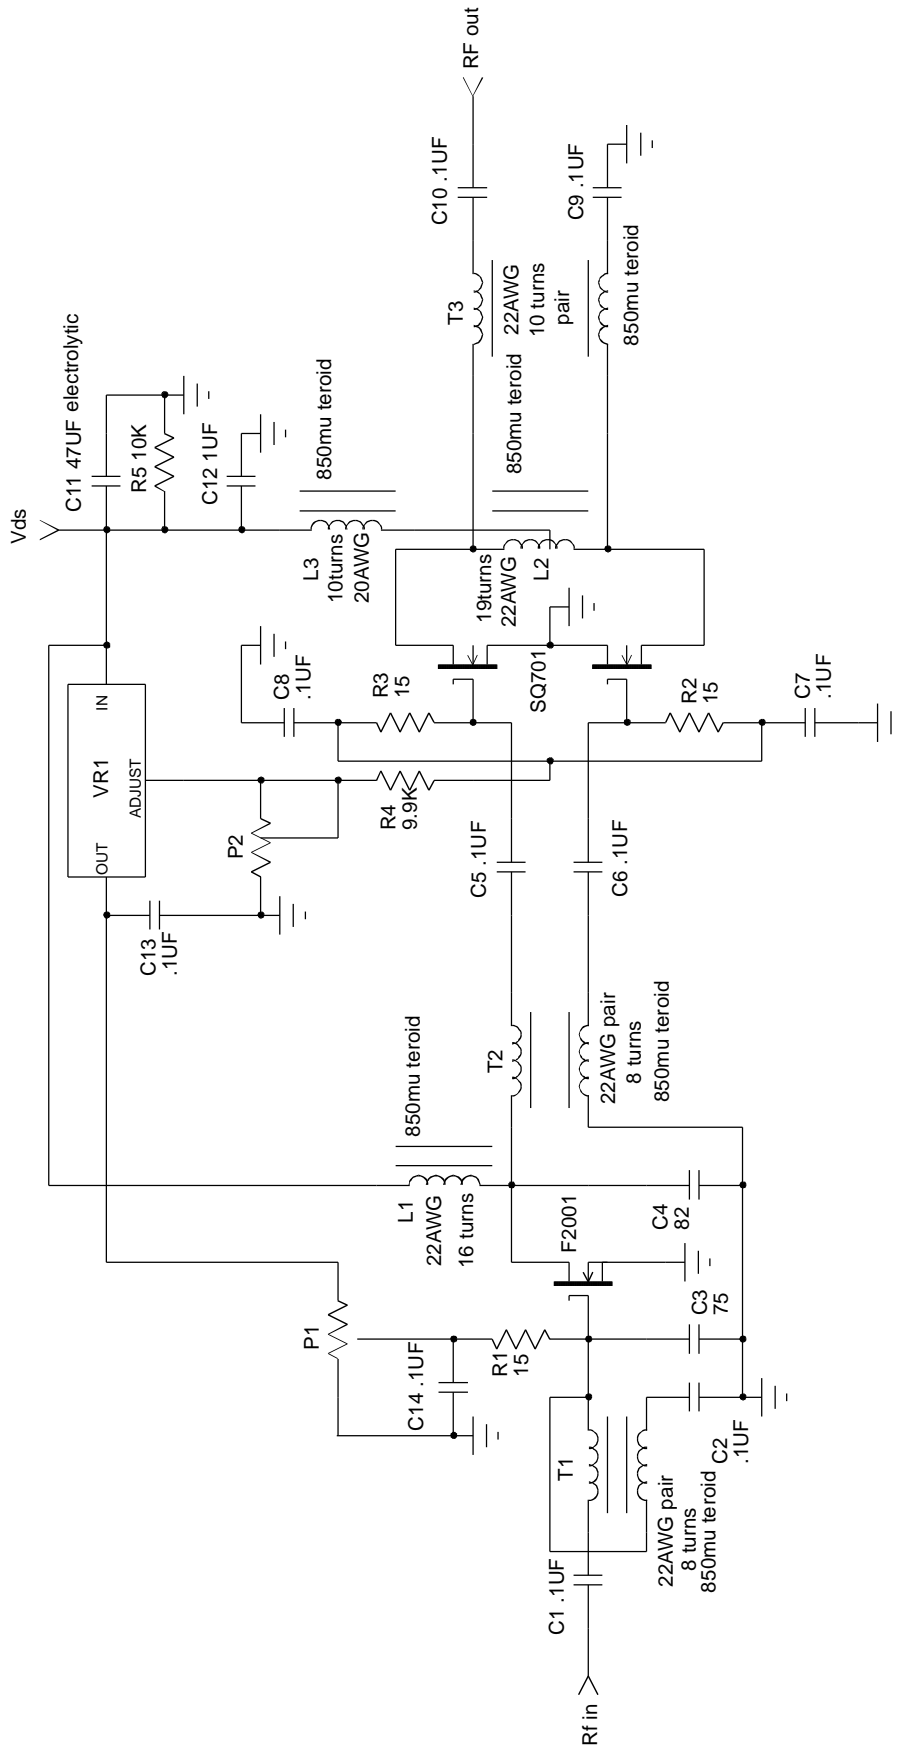 Rf in
C1 .1UF
T1
22AWG pair
8 turns
850mu teroid
C2
.1UF
P1
C14 .1UF
R1
15
C3
75
F2001
L1
22AWG
16 turns
850mu teroid
C4
82
T2
22AWG pair
8 turns
850mu teroid
C13
.1UF
OUT
VR1
IN
ADJUST
P2
R4
9.9K
C5 .1UF
C6 .1UF
C8
.1UF
R3
15
SQ701
R2
15
C7
.1UF
Vds
C11 47UF electrolytic
R5 10K
C12 1UF
L3
10turns
20AWG
850mu teroid
19turns
22AWG
L2
850mu teroid
T3
22AWG
10 turns
pair
850mu teroid
C10 .1UF
C9 .1UF
RF out